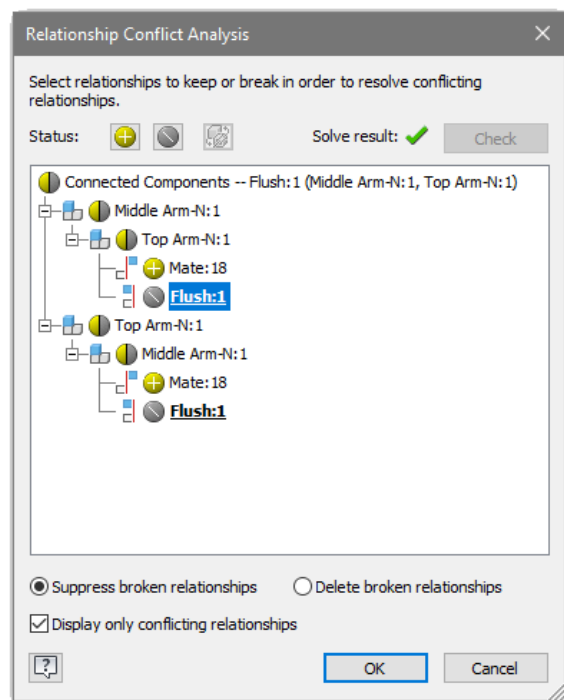 Relationship Conflict Analysis
Select relationships to keep or break in order to resolve conflicting
relationships.
Status: Solve result: Check
Connected Components -- Flush:1 (Middle Arm-N:1, Top Arm-N:1)
Middle Arm-N:1
Top Arm-N:1
Mate:18
Flush:1
Top Arm-N:1
Middle Arm-N:1
Mate:18
Flush:1
Suppress broken relationships Delete broken relationships
Display only conflicting relationships
? OK Cancel